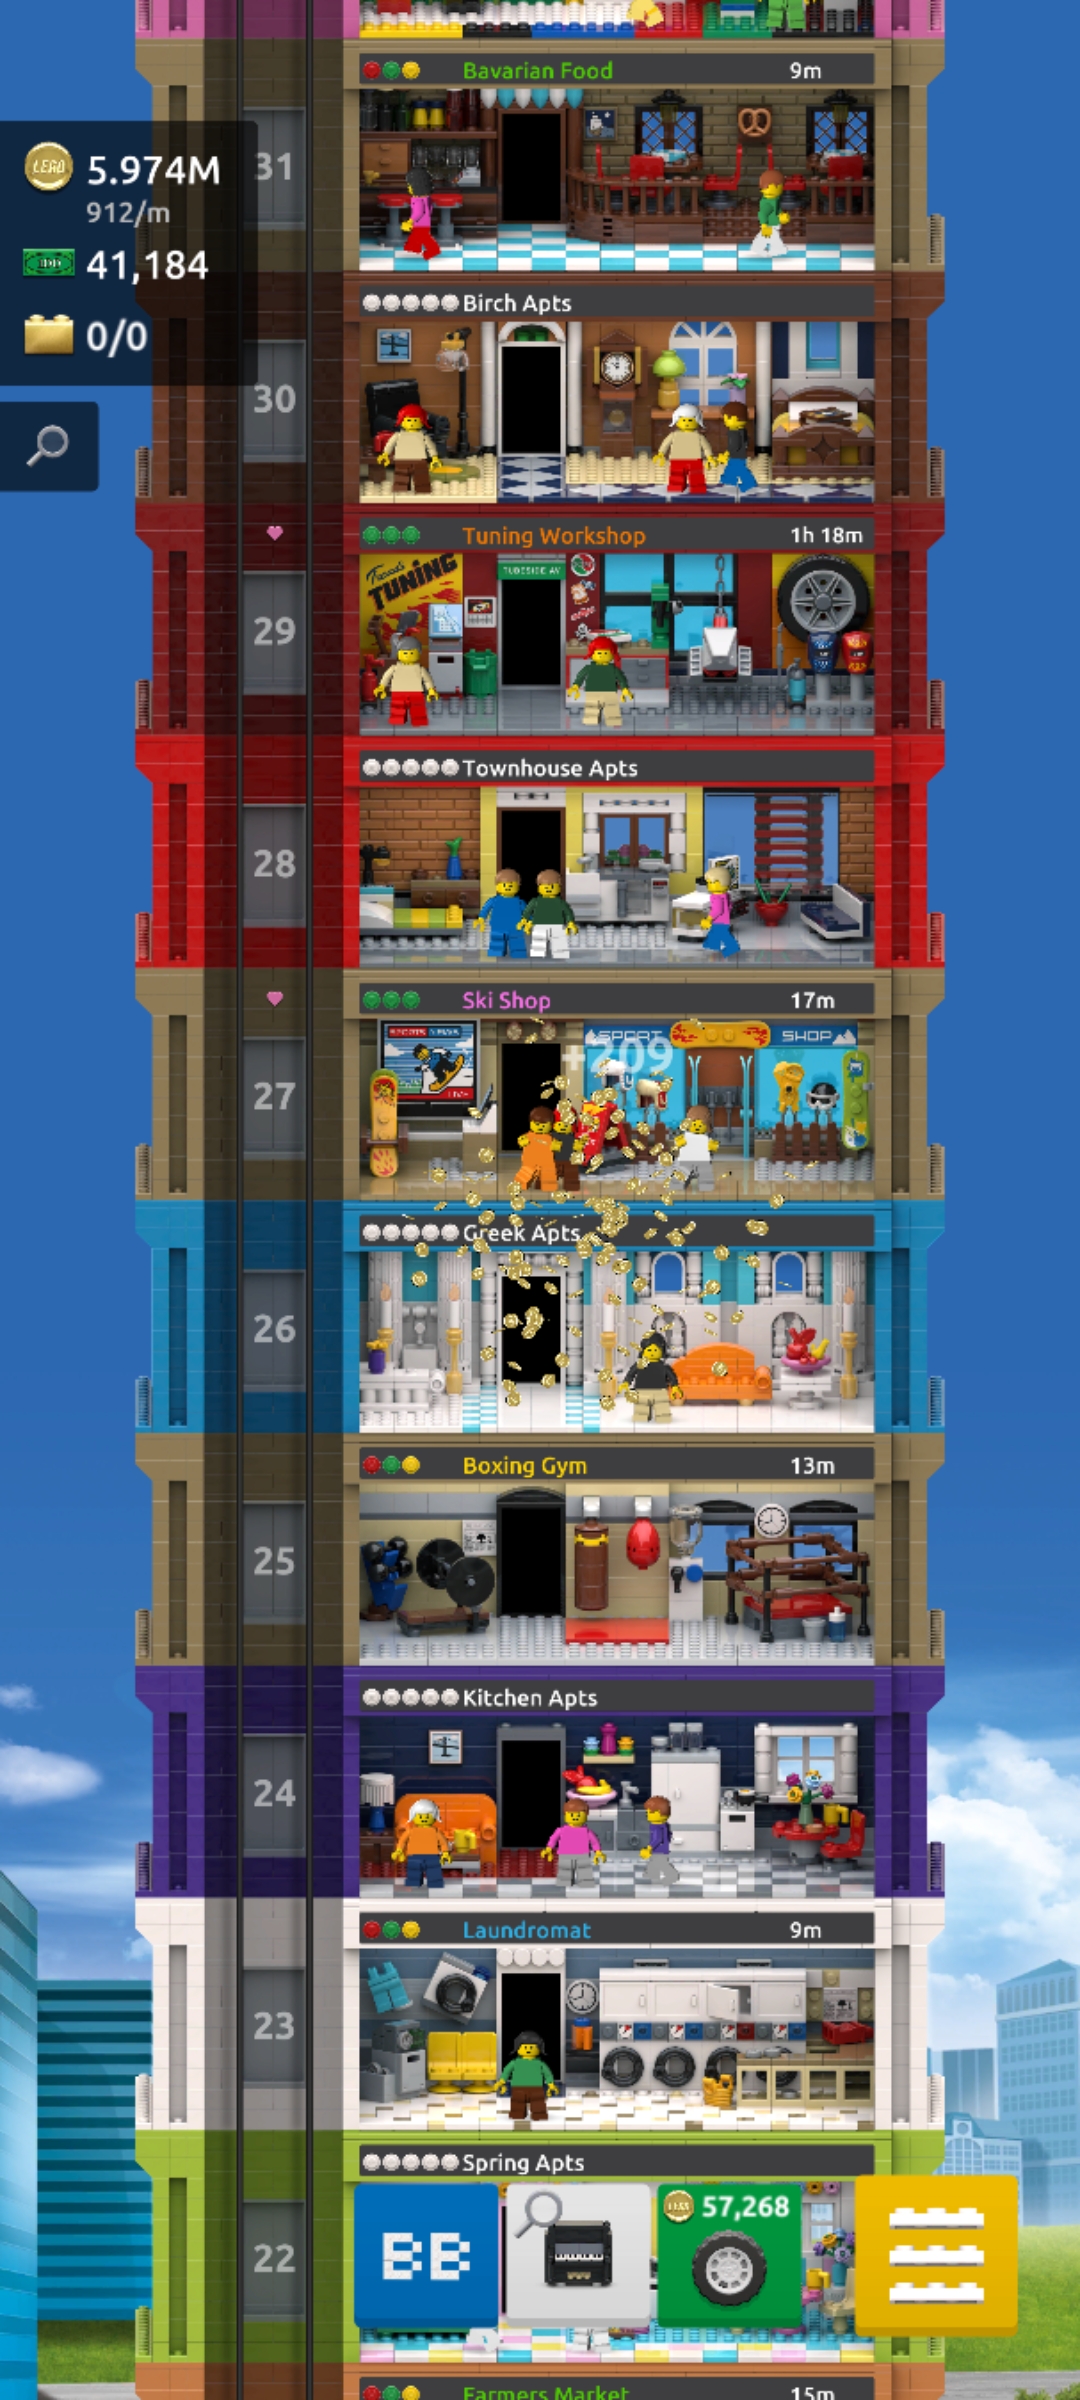 Bavarian Food 9m
31
LEGO 5.974M
912/m
41,184
0/0
Birch Apts
30
Tuning Workshop 1h 18m
TUNING
29
Townhouse Apts
28
Ski Shop 17m
SPORT SHOP
+209
27
Greek Apts
26
Boxing Gym 13m
25
Kitchen Apts
24
Laundromat 9m
23
Spring Apts
22
BB
57,268
Farmers Market 15m